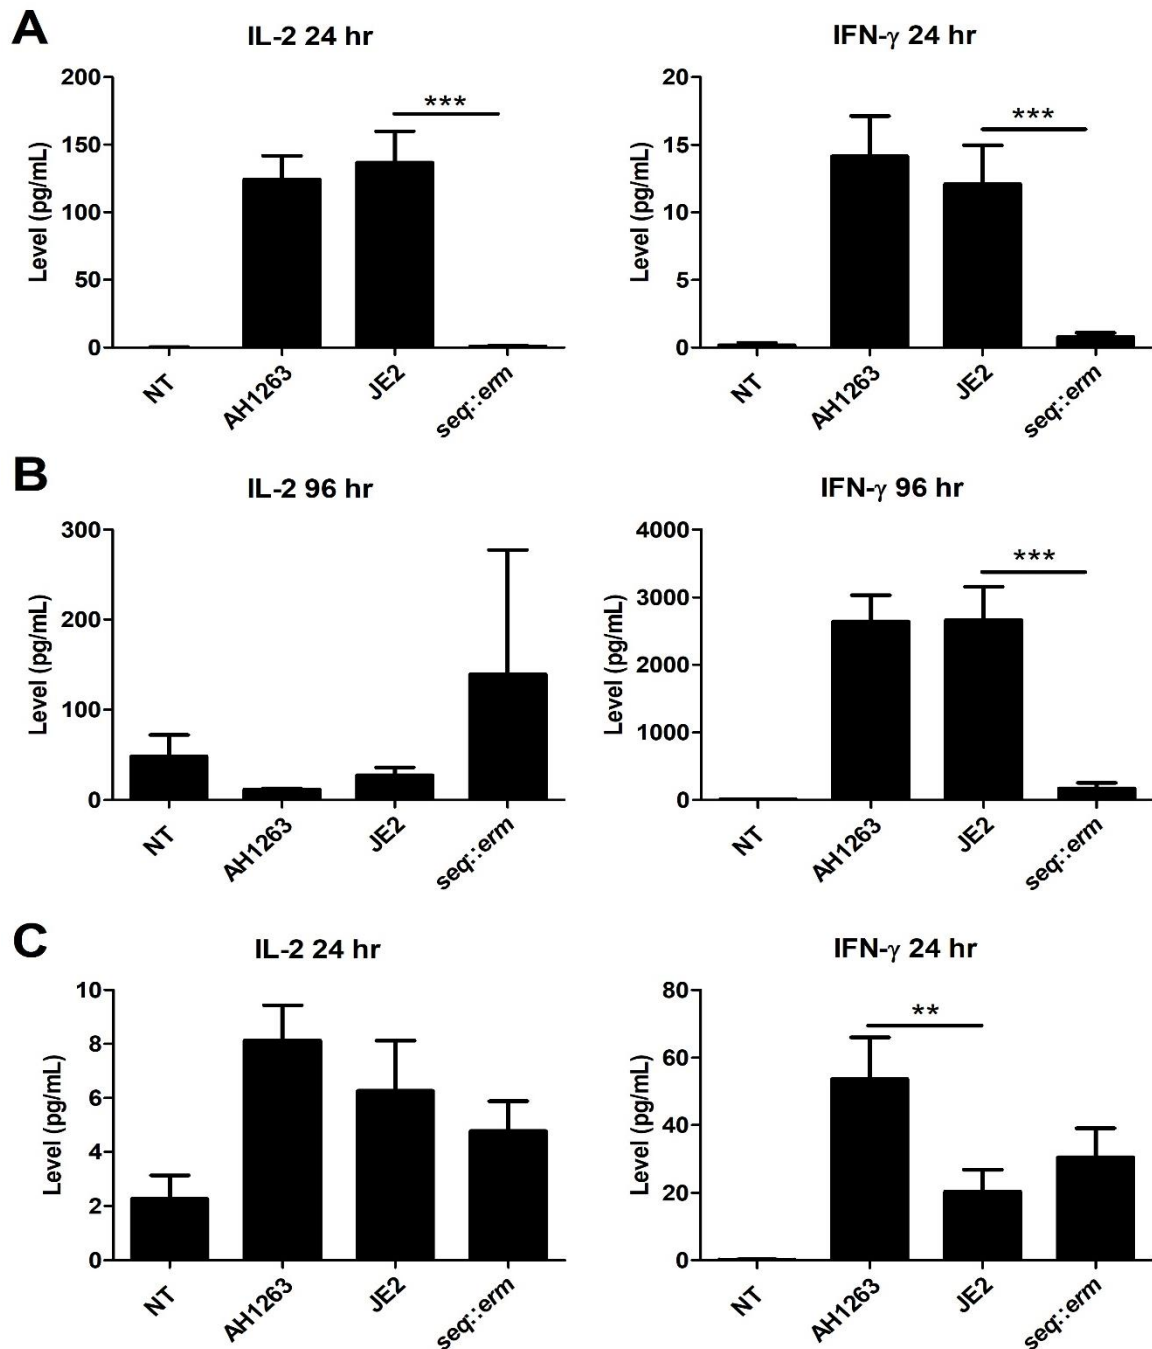 A
IL-2 24 hr
IFN-γ 24 hr
Level (pg/mL)
200
150
100
50
0
***
NT
AH1263
JE2
seq::erm
Level (pg/mL)
20
15
10
5
0
***
NT
AH1263
JE2
seq::erm
B
IL-2 96 hr
IFN-γ 96 hr
Level (pg/mL)
300
200
100
0
NT
AH1263
JE2
seq::erm
Level (pg/mL)
4000
3000
2000
1000
0
***
NT
AH1263
JE2
seq::erm
C
IL-2 24 hr
IFN-γ 24 hr
Level (pg/mL)
10
8
6
4
2
0
NT
AH1263
JE2
seq::erm
Level (pg/mL)
80
60
40
20
0
**
NT
AH1263
JE2
seq::erm